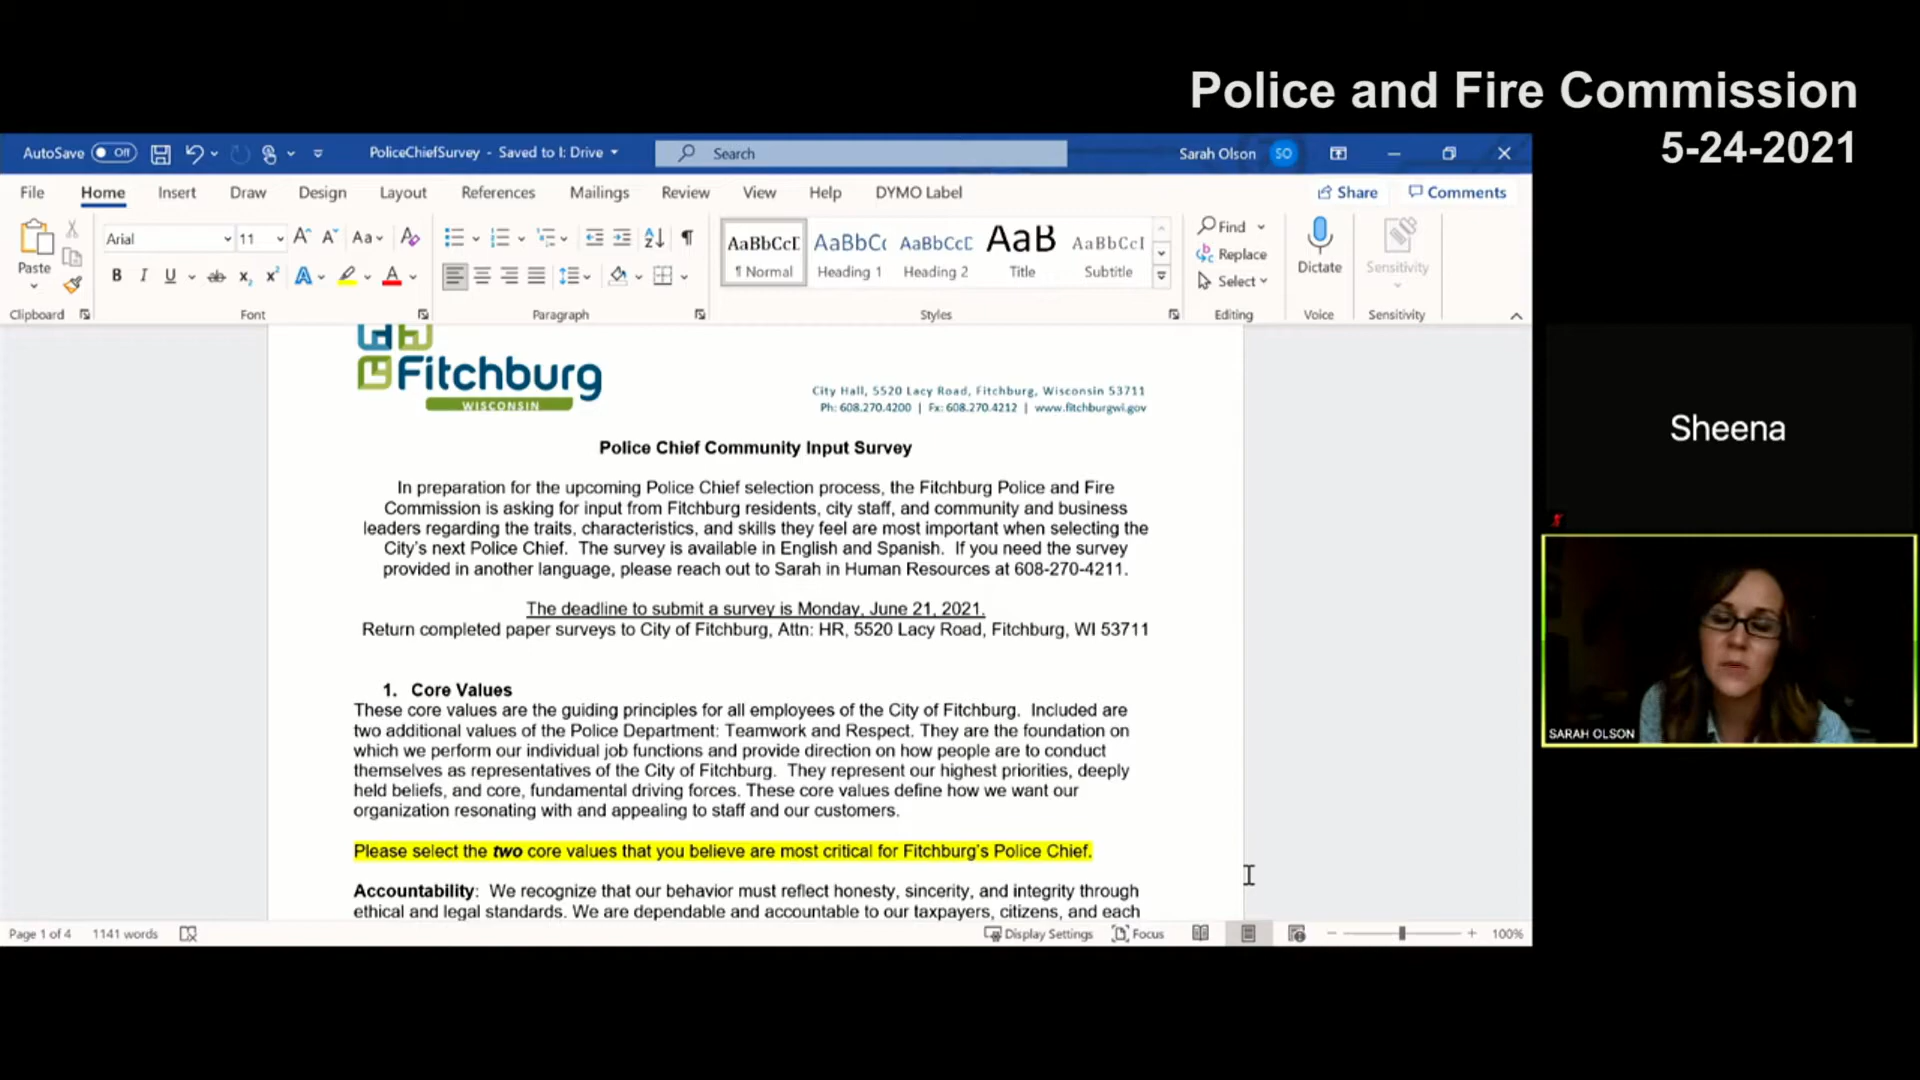 Police and Fire Commission
5-24-2021
AutoSave Off PoliceChiefSurvey - Saved to I: Drive Search Sarah Olson SO
File Home Insert Draw Design Layout References Mailings Review View Help DYMO Label Share Comments
Paste Arial 11 Aa AaBbCcD AaBbCc AaBbCcD AaB AaBbCcD Find Replace Select Dictate Sensitivity
B I U ab x₂ x² A A Normal Heading 1 Heading 2 Title Subtitle
Clipboard Font Paragraph Styles Editing Voice Sensitivity
Fitchburg
WISCONSIN
City Hall, 5520 Lacy Road, Fitchburg, Wisconsin 53711
Ph: 608.270.4200 | Fx: 608.270.4212 | www.fitchburgwi.gov
Police Chief Community Input Survey
In preparation for the upcoming Police Chief selection process, the Fitchburg Police and Fire
Commission is asking for input from Fitchburg residents, city staff, and community and business
leaders regarding the traits, characteristics, and skills they feel are most important when selecting the
City's next Police Chief. The survey is available in English and Spanish. If you need the survey
provided in another language, please reach out to Sarah in Human Resources at 608-270-4211.
The deadline to submit a survey is Monday, June 21, 2021.
Return completed paper surveys to City of Fitchburg, Attn: HR, 5520 Lacy Road, Fitchburg, WI 53711
1. Core Values
These core values are the guiding principles for all employees of the City of Fitchburg. Included are
two additional values of the Police Department: Teamwork and Respect. They are the foundation on
which we perform our individual job functions and provide direction on how people are to conduct
themselves as representatives of the City of Fitchburg. They represent our highest priorities, deeply
held beliefs, and core, fundamental driving forces. These core values define how we want our
organization resonating with and appealing to staff and our customers.
Please select the two core values that you believe are most critical for Fitchburg's Police Chief.
Accountability: We recognize that our behavior must reflect honesty, sincerity, and integrity through
ethical and legal standards. We are dependable and accountable to our taxpayers, citizens, and each
Page 1 of 4 1141 words Display Settings Focus 100%
Sheena
SARAH OLSON